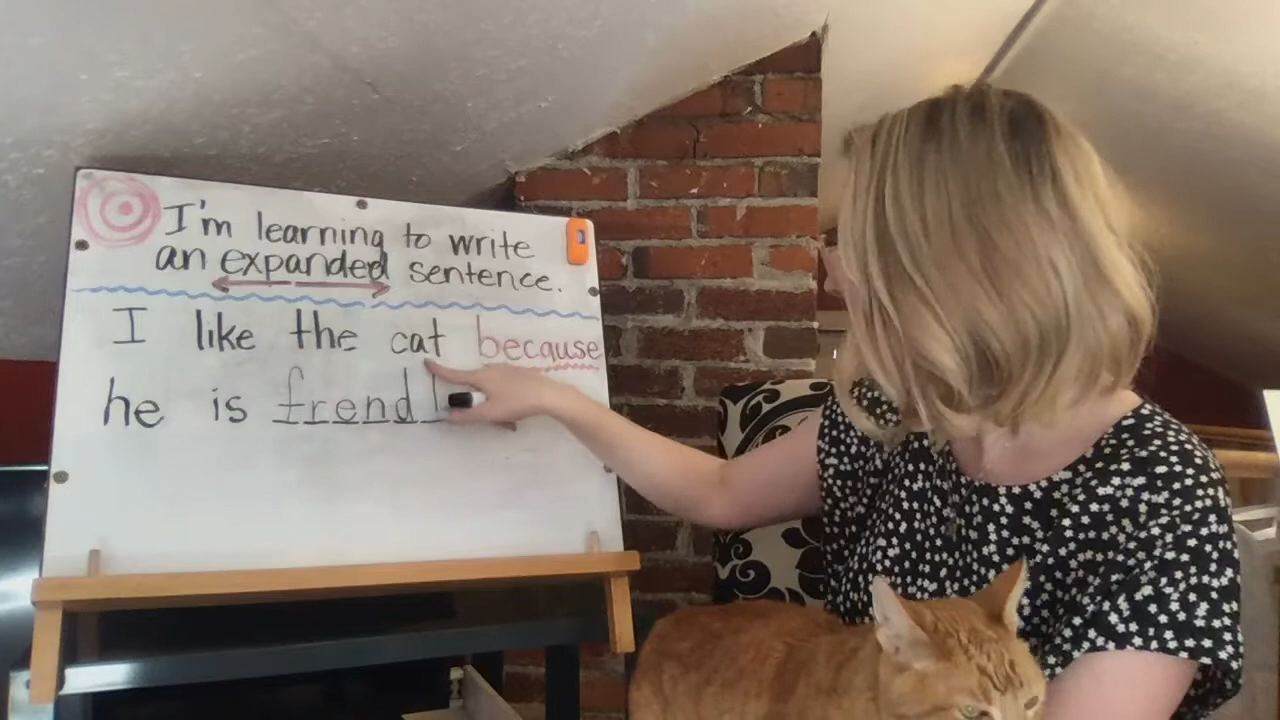 I'm learning to write
an expanded sentence.
I like the cat because
he is frendl